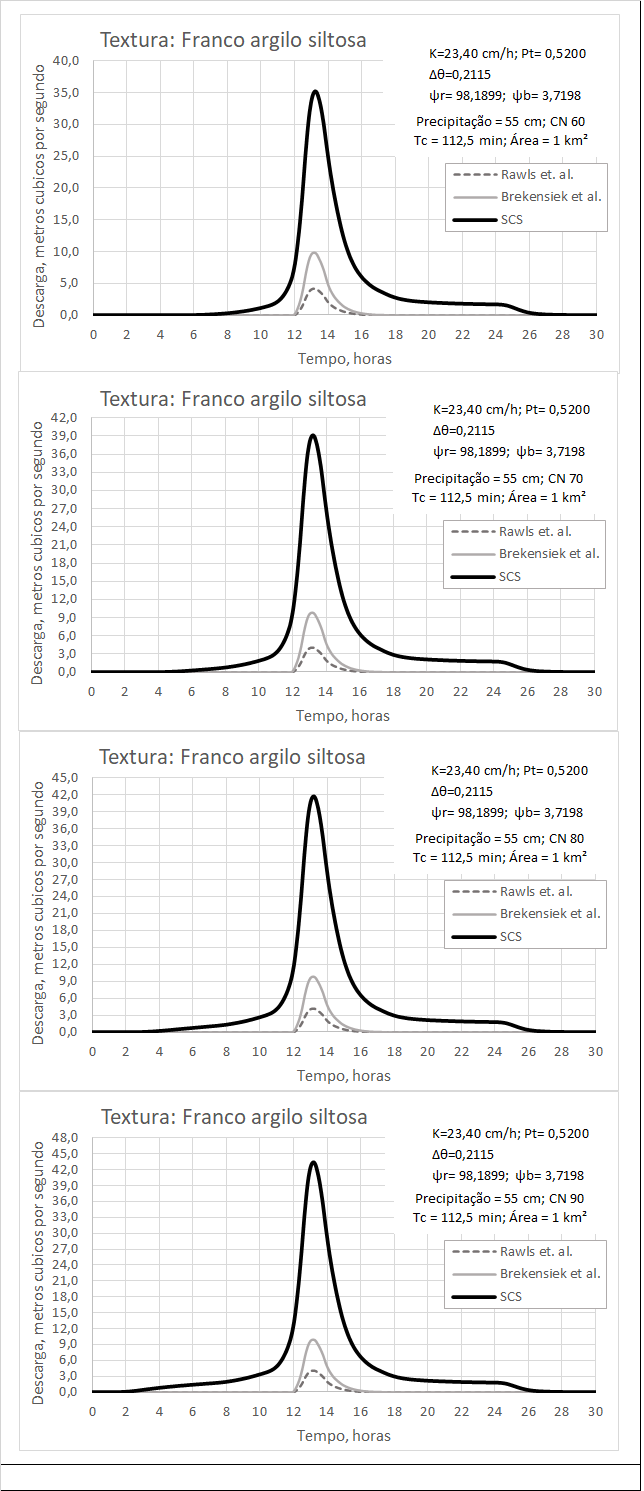 Textura: Franco argilo siltosa
K=23,40 cm/h; Pt= 0,5200
Δθ=0,2115
ψr= 98,1899; ψb= 3,7198
Precipitação = 55 cm; CN 60
Tc = 112,5 min; Área = 1 km²
Rawls et. al.
Brekensiek et al.
SCS
Descarga, metros cubicos por segundo
40,0
35,0
30,0
25,0
20,0
15,0
10,0
5,0
0,0
0 2 4 6 8 10 12 14 16 18 20 22 24 26 28 30
Tempo, horas
Textura: Franco argilo siltosa
K=23,40 cm/h; Pt= 0,5200
Δθ=0,2115
ψr= 98,1899; ψb= 3,7198
Precipitação = 55 cm; CN 70
Tc = 112,5 min; Área = 1 km²
Rawls et. al.
Brekensiek et al.
SCS
Descarga, metros cubicos por segundo
42,0
39,0
36,0
33,0
30,0
27,0
24,0
21,0
18,0
15,0
12,0
9,0
6,0
3,0
0,0
0 2 4 6 8 10 12 14 16 18 20 22 24 26 28 30
Tempo, horas
Textura: Franco argilo siltosa
K=23,40 cm/h; Pt= 0,5200
Δθ=0,2115
ψr= 98,1899; ψb= 3,7198
Precipitação = 55 cm; CN 80
Tc = 112,5 min; Área = 1 km²
Rawls et. al.
Brekensiek et al.
SCS
Descarga, metros cubicos por segundo
45,0
42,0
39,0
36,0
33,0
30,0
27,0
24,0
21,0
18,0
15,0
12,0
9,0
6,0
3,0
0,0
0 2 4 6 8 10 12 14 16 18 20 22 24 26 28 30
Tempo, horas
Textura: Franco argilo siltosa
K=23,40 cm/h; Pt= 0,5200
Δθ=0,2115
ψr= 98,1899; ψb= 3,7198
Precipitação = 55 cm; CN 90
Tc = 112,5 min; Área = 1 km²
Rawls et. al.
Brekensiek et al.
SCS
Descarga, metros cubicos por segundo
48,0
45,0
42,0
39,0
36,0
33,0
30,0
27,0
24,0
21,0
18,0
15,0
12,0
9,0
6,0
3,0
0,0
0 2 4 6 8 10 12 14 16 18 20 22 24 26 28 30
Tempo, horas